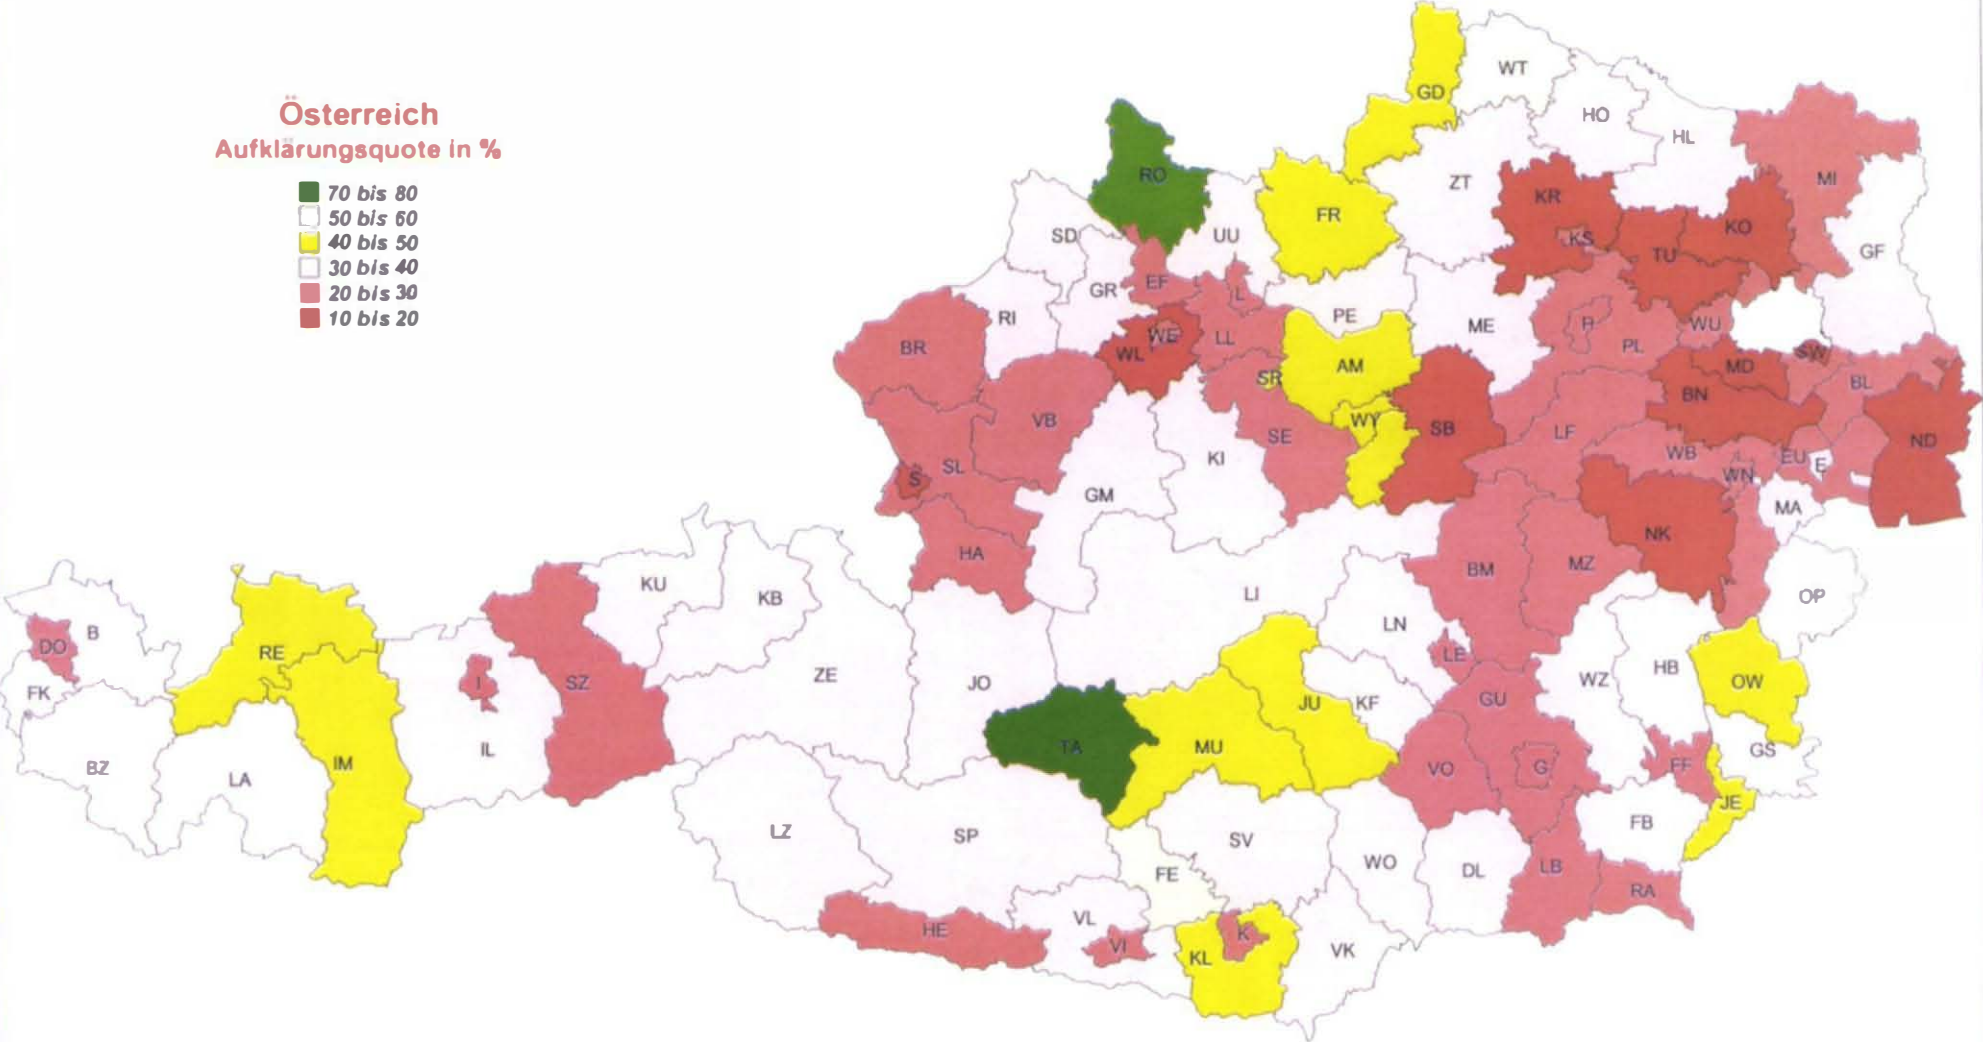 Österreich
Aufklärungsquote in %
70 bis 80
50 bis 60
40 bis 50
30 bis 40
20 bis 30
10 bis 20
GD
WT
HO
HL
MI
RO
ZT
KR
FR
SD
UU
KS
KO
TU
GF
EF
GR
L
RI
PE
ME
P
WU
WE
LL
PL
BR
WL
SW
AM
MD
SR
BL
BN
VB
WY
SB
SE
LF
ND
KI
WB
EU
E
SL
WN
S
GM
MA
NK
HA
BM
MZ
KU
KB
LI
OP
LN
B
DO
RE
LE
HB
ZE
I
SZ
JO
WZ
OW
FK
GU
JU
KF
TA
MU
IL
GS
IM
BZ
LA
VO
G
FF
JE
LZ
SP
SV
FB
WO
FE
DL
LB
RA
VL
HE
VI
K
KL
VK